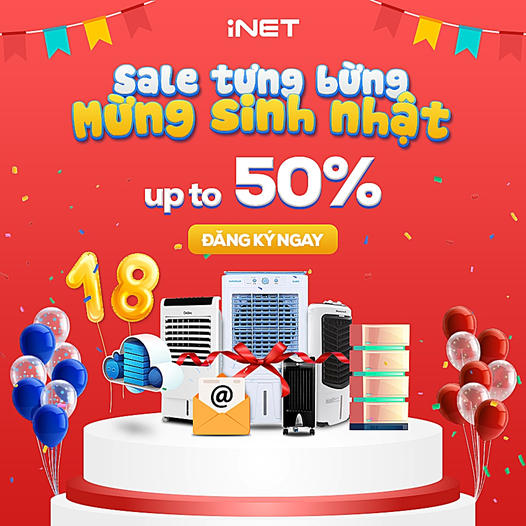 iNET
Sale tưng bừng
Mừng sinh nhật
up to 50%
ĐĂNG KÝ NGAY
18
@